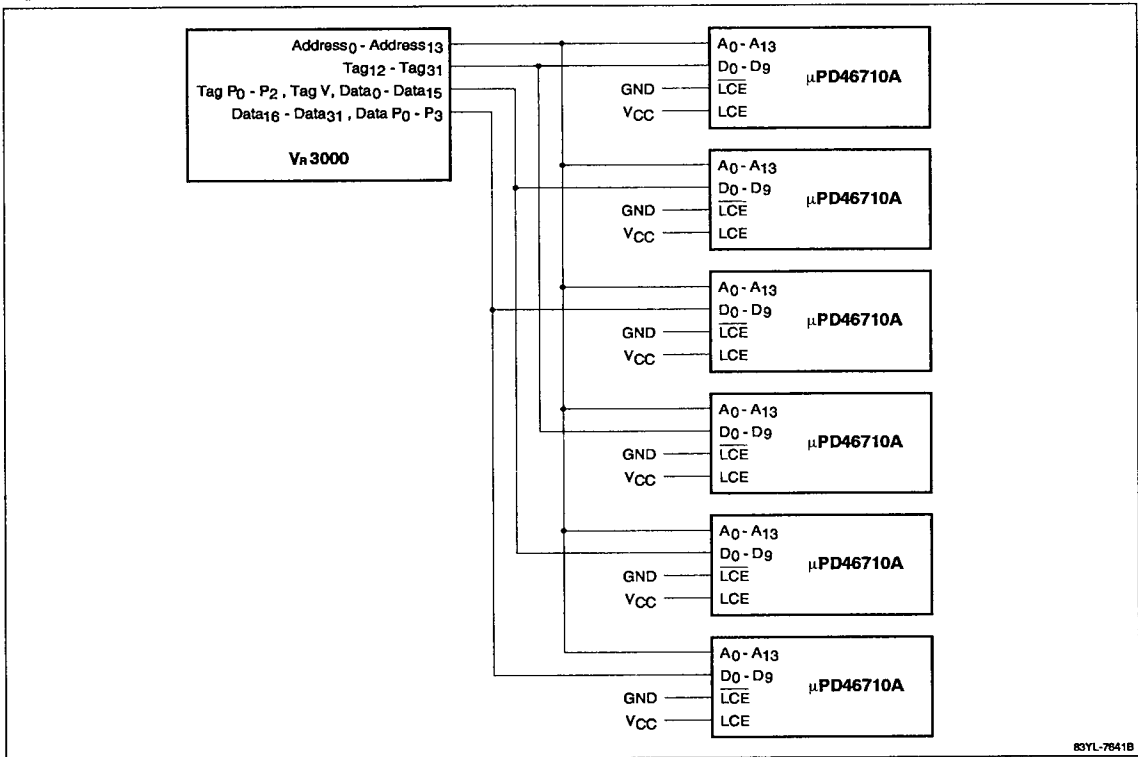 Address0 - Address13
Tag12 - Tag31
Tag P0 - P2 , Tag V, Data0 - Data15
Data16 - Data31 , Data P0 - P3
VR3000
A0 - A13
D0 - D9
μPD46710A
GND
LCE
VCC
LCE
A0 - A13
D0 - D9
μPD46710A
GND
LCE
VCC
LCE
A0 - A13
D0 - D9
μPD46710A
GND
LCE
VCC
LCE
A0 - A13
D0 - D9
μPD46710A
GND
LCE
VCC
LCE
A0 - A13
D0 - D9
μPD46710A
GND
LCE
VCC
LCE
A0 - A13
D0 - D9
μPD46710A
GND
LCE
VCC
LCE
83YL-7641B